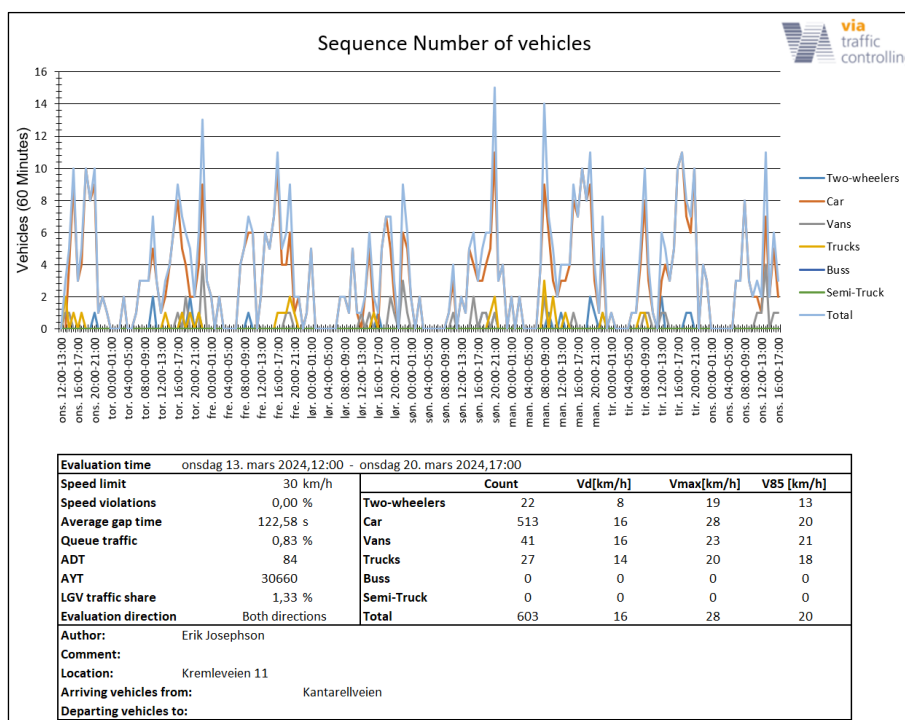 Sequence Number of vehicles
via
traffic
controlling
Vehicles (60 Minutes)
16
14
12
10
8
6
4
2
0
Two-wheelers
Car
Vans
Trucks
Buss
Semi-Truck
Total
ons. 12:00-13:00
ons. 16:00-17:00
ons. 20:00-21:00
tor. 00:00-01:00
tor. 04:00-05:00
tor. 08:00-09:00
tor. 12:00-13:00
tor. 16:00-17:00
tor. 20:00-21:00
fre. 00:00-01:00
fre. 04:00-05:00
fre. 08:00-09:00
fre. 12:00-13:00
fre. 16:00-17:00
fre. 20:00-21:00
lør. 00:00-01:00
lør. 04:00-05:00
lør. 08:00-09:00
lør. 12:00-13:00
lør. 16:00-17:00
lør. 20:00-21:00
søn. 00:00-01:00
søn. 04:00-05:00
søn. 08:00-09:00
søn. 12:00-13:00
søn. 16:00-17:00
søn. 20:00-21:00
man. 00:00-01:00
man. 04:00-05:00
man. 08:00-09:00
man. 12:00-13:00
man. 16:00-17:00
man. 20:00-21:00
tir. 00:00-01:00
tir. 04:00-05:00
tir. 08:00-09:00
tir. 12:00-13:00
tir. 16:00-17:00
tir. 20:00-21:00
ons. 00:00-01:00
ons. 04:00-05:00
ons. 08:00-09:00
ons. 12:00-13:00
ons. 16:00-17:00
Evaluation time onsdag 13. mars 2024,12:00 - onsdag 20. mars 2024,17:00
Speed limit 30 km/h Count Vd[km/h] Vmax[km/h] V85 [km/h]
Speed violations 0,00 % Two-wheelers 22 8 19 13
Average gap time 122,58 s Car 513 16 28 20
Queue traffic 0,83 % Vans 41 16 23 21
ADT 84 Trucks 27 14 20 18
AYT 30660 Buss 0 0 0 0
LGV traffic share 1,33 % Semi-Truck 0 0 0 0
Evaluation direction Both directions Total 603 16 28 20
Author: Erik Josephson
Comment:
Location: Kremleveien 11
Arriving vehicles from: Kantarellveien
Departing vehicles to: